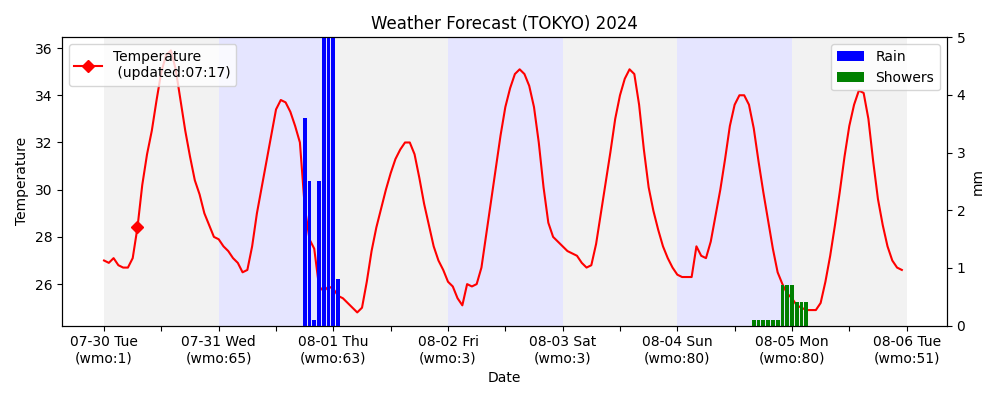 Weather Forecast (TOKYO) 2024
Temperature
(updated:07:17)
Rain
Showers
36
34
32
30
28
26
Temperature
5
4
3
2
1
0
mm
07-30 Tue
(wmo:1)
07-31 Wed
(wmo:65)
08-01 Thu
(wmo:63)
08-02 Fri
(wmo:3)
08-03 Sat
(wmo:3)
08-04 Sun
(wmo:80)
08-05 Mon
(wmo:80)
08-06 Tue
(wmo:51)
Date